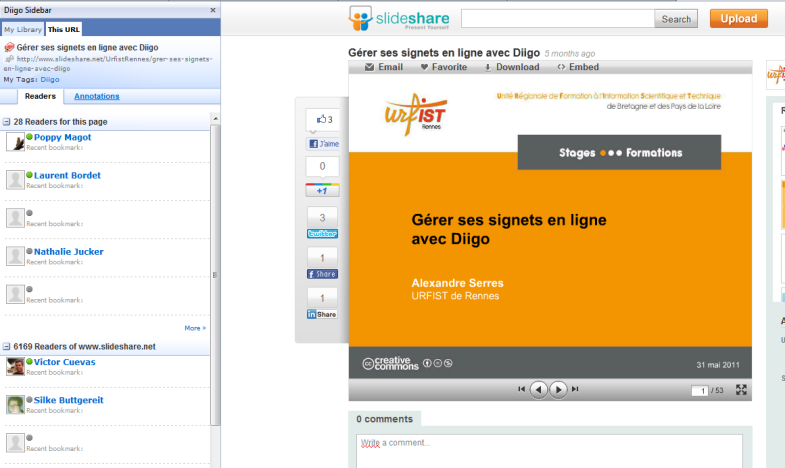 Diigo Sidebar
×
My Library
This URL
Gérer ses signets en ligne avec Diigo
http://www.slideshare.net/UrfistRennes/grer-ses-signets-
en-ligne-avec-diigo
My Tags: Diigo
Readers
Annotations
28 Readers for this page
Poppy Magot
Recent bookmark:
Laurent Bordet
Recent bookmark:
Recent bookmark:
Nathalie Jucker
Recent bookmark:
Recent bookmark:
More »
6169 Readers of www.slideshare.net
Víctor Cuevas
Recent bookmark:
Silke Buttgereit
Recent bookmark:
Recent bookmark:
slideshare
Present Yourself
Search
Upload
Gérer ses signets en ligne avec Diigo 5 months ago
Email
Favorite
Download
Embed
3
J'aime
0
+1
3
twitter
1
Share
1
in Share
urfIST
Rennes
Unité Régionale de Formation à l'Information Scientifique et Technique
de Bretagne et des Pays de la Loire
Stages ●●● Formations
Gérer ses signets en ligne
avec Diigo
Alexandre Serres
URFIST de Rennes
creative
commons
31 mai 2011
1 / 53
0 comments
Write a comment...